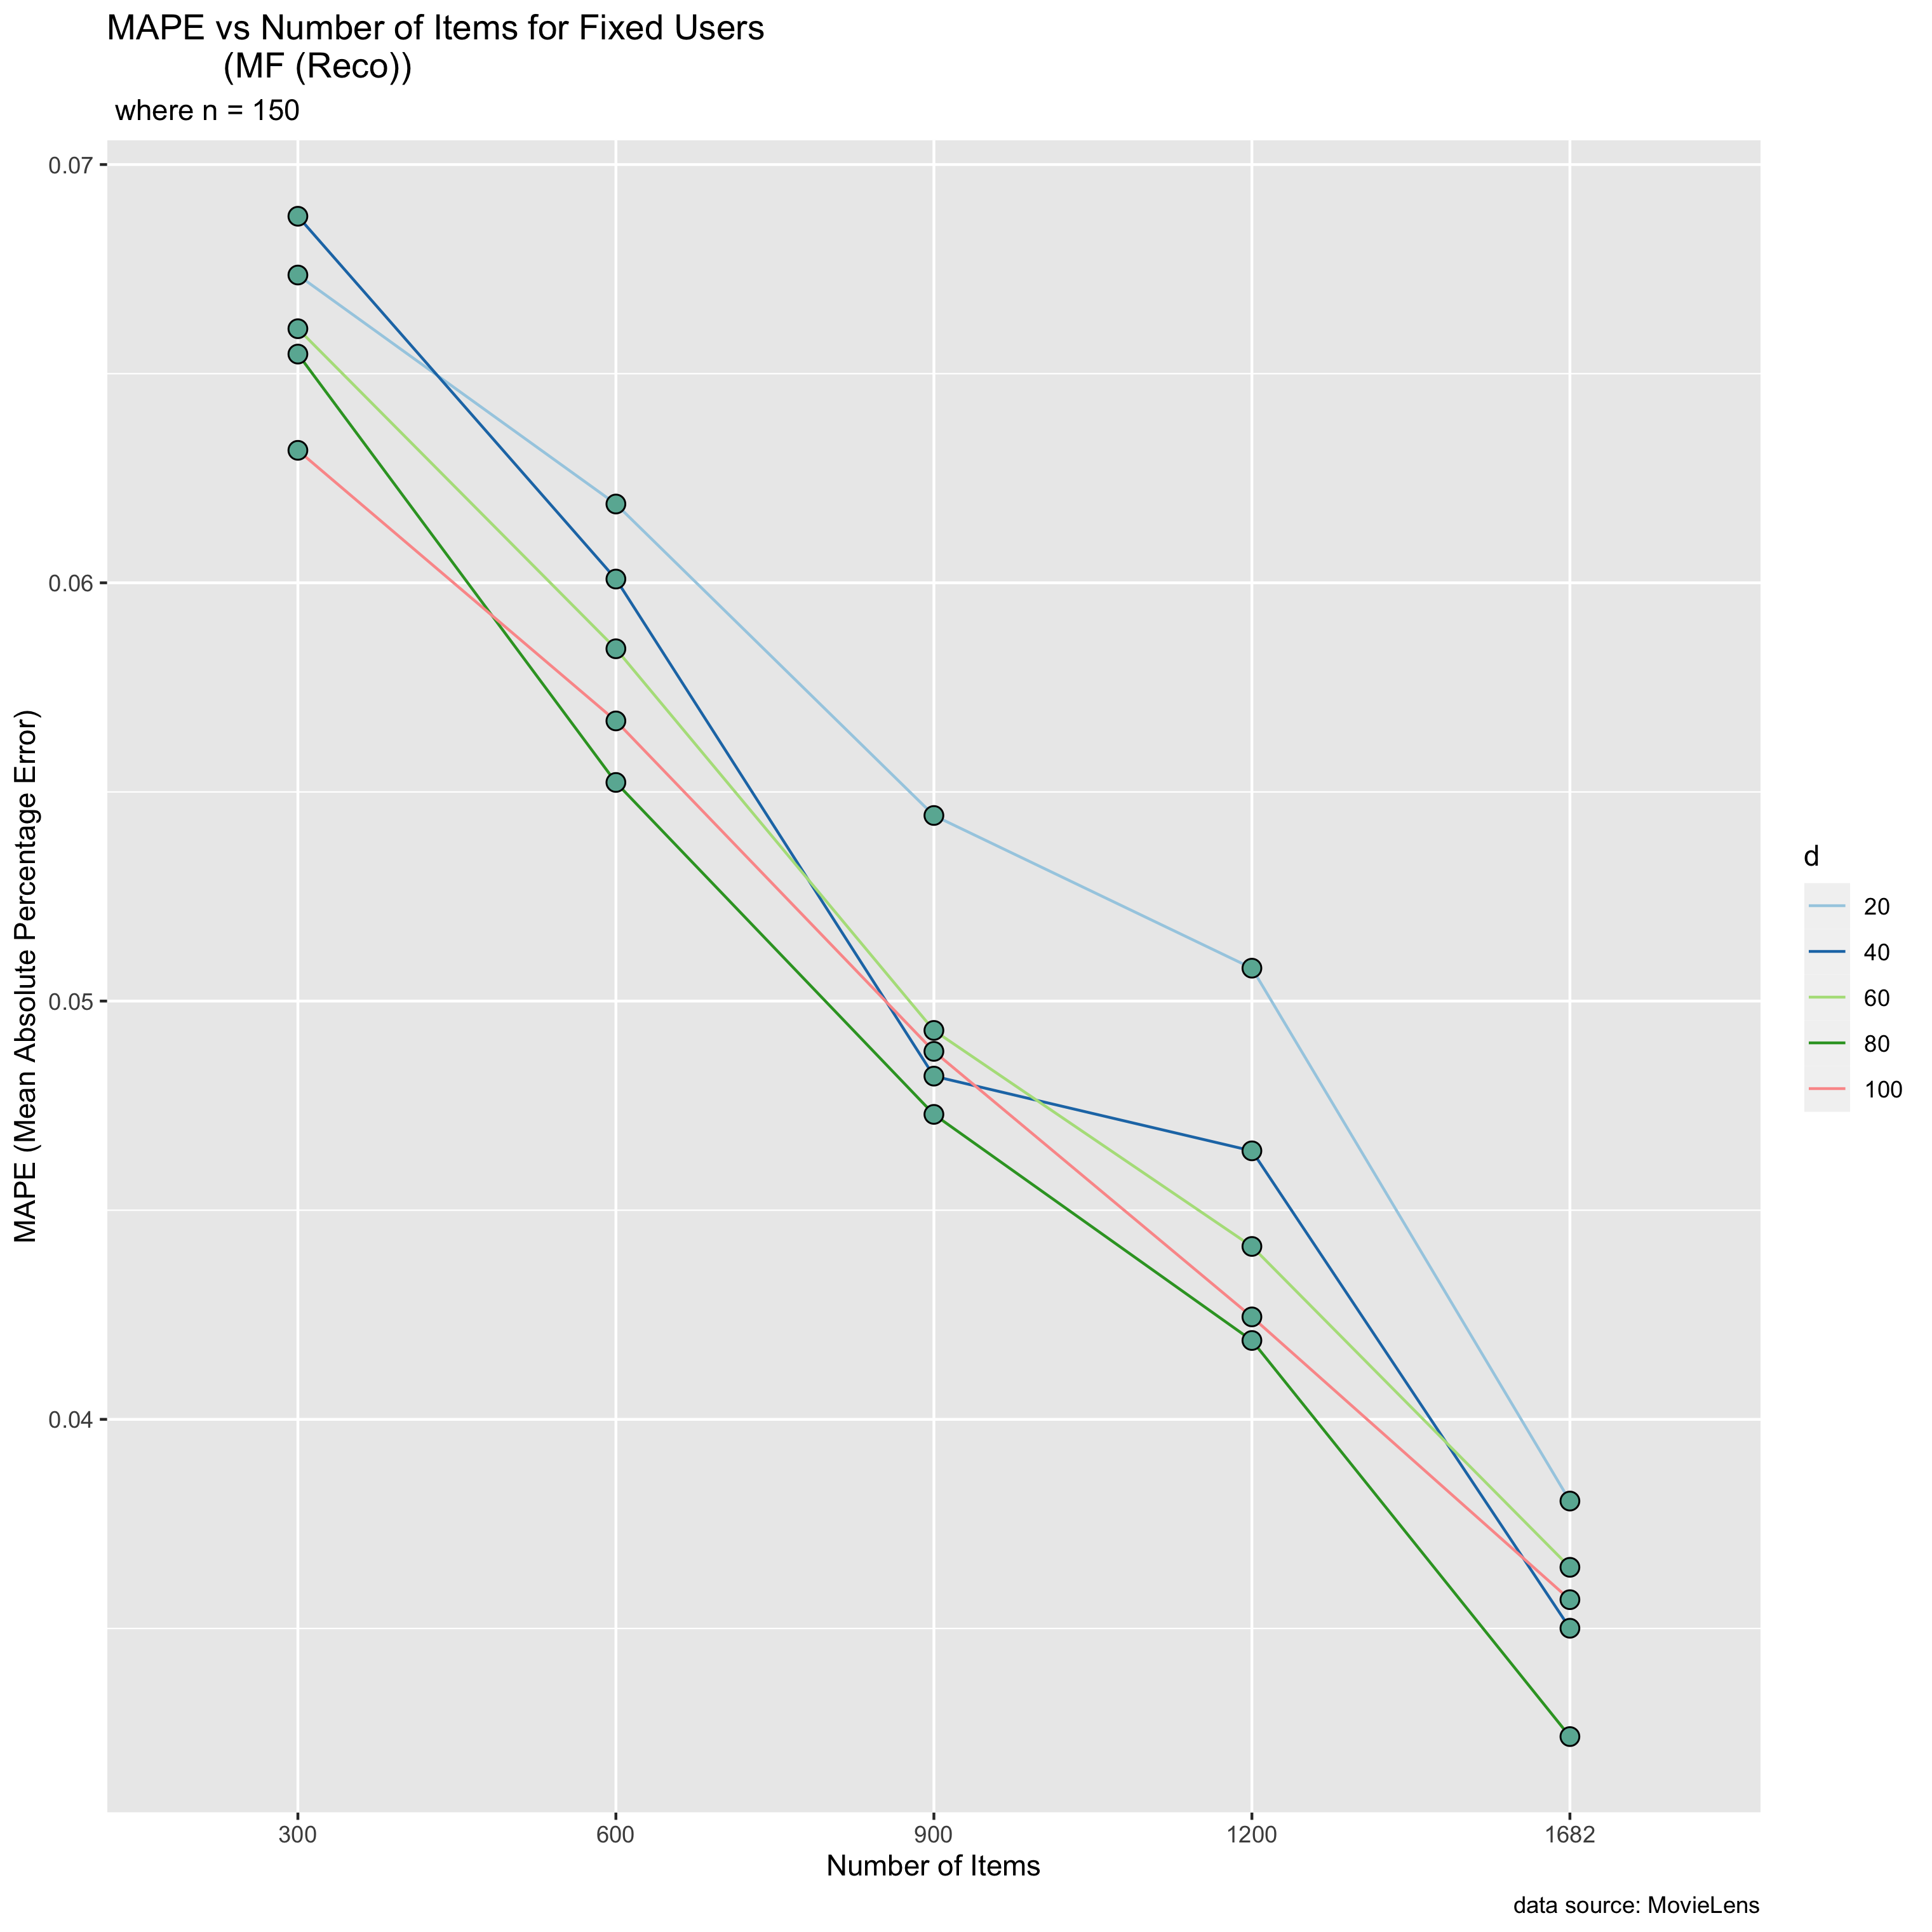 MAPE vs Number of Items for Fixed Users
(MF (Reco))
where n = 150
0.07
0.06
0.05
0.04
MAPE (Mean Absolute Percentage Error)
300
600
900
1200
1682
Number of Items
d
20
40
60
80
100
data source: MovieLens